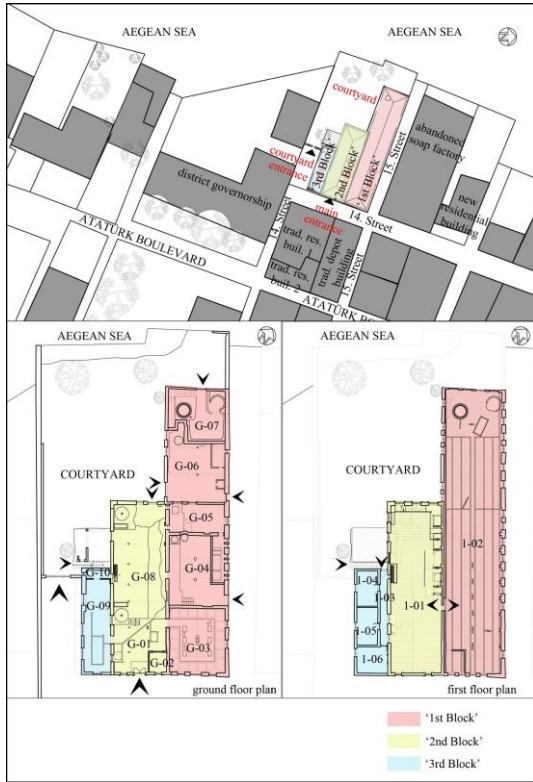 AEGEAN SEA
AEGEAN SEA
N
courtyard
courtyard
entrance
'3rd Block'
'2nd Block'
'1st Block'
15. Street
abandoned
soap factory
district governorship
main
entrance
14. Street
new
residential
building
14. Street
trad. res.
buil. 1
trad. res.
buil. 2
trad. depot
building
15. Street
ATATÜRK BOULEVARD
ATATÜRK BO
AEGEAN SEA
N
COURTYARD
G-07
G-06
G-05
G-04
G-03
G-08
G-10
G-09
G-01
G-02
ground floor plan
AEGEAN SEA
N
COURTYARD
1-02
1-04
1-03
1-01
1-05
1-06
first floor plan
'1st Block'
'2nd Block'
'3rd Block'